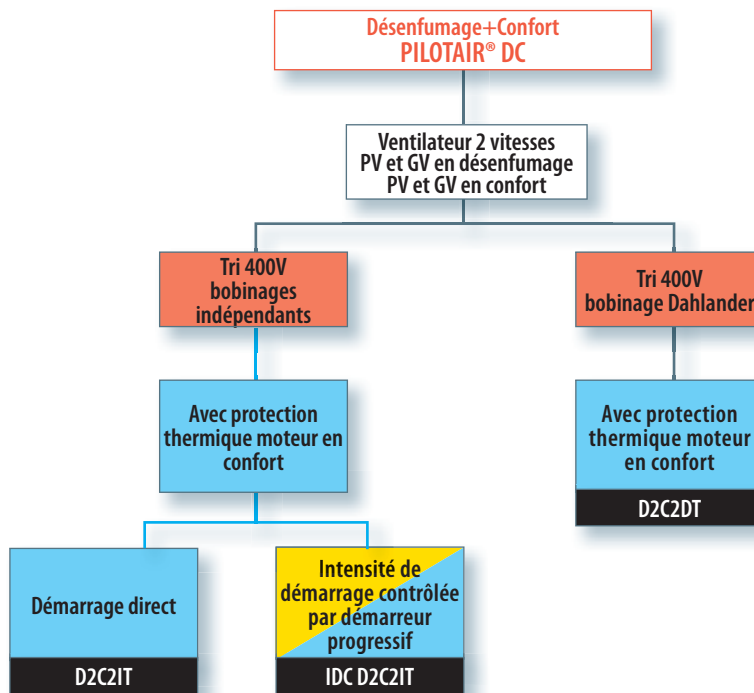 Désenfumage+Confort
PILOTAIR® DC
Ventilateur 2 vitesses
PV et GV en désenfumage
PV et GV en confort
Tri 400V
bobinages
indépendants
Tri 400V
bobinage Dahlander
Avec protection
thermique moteur en
confort
Avec protection
thermique moteur
en confort
D2C2DT
Démarrage direct
D2C2IT
Intensité de
démarrage contrôlée
par démarreur
progressif
IDC D2C2IT